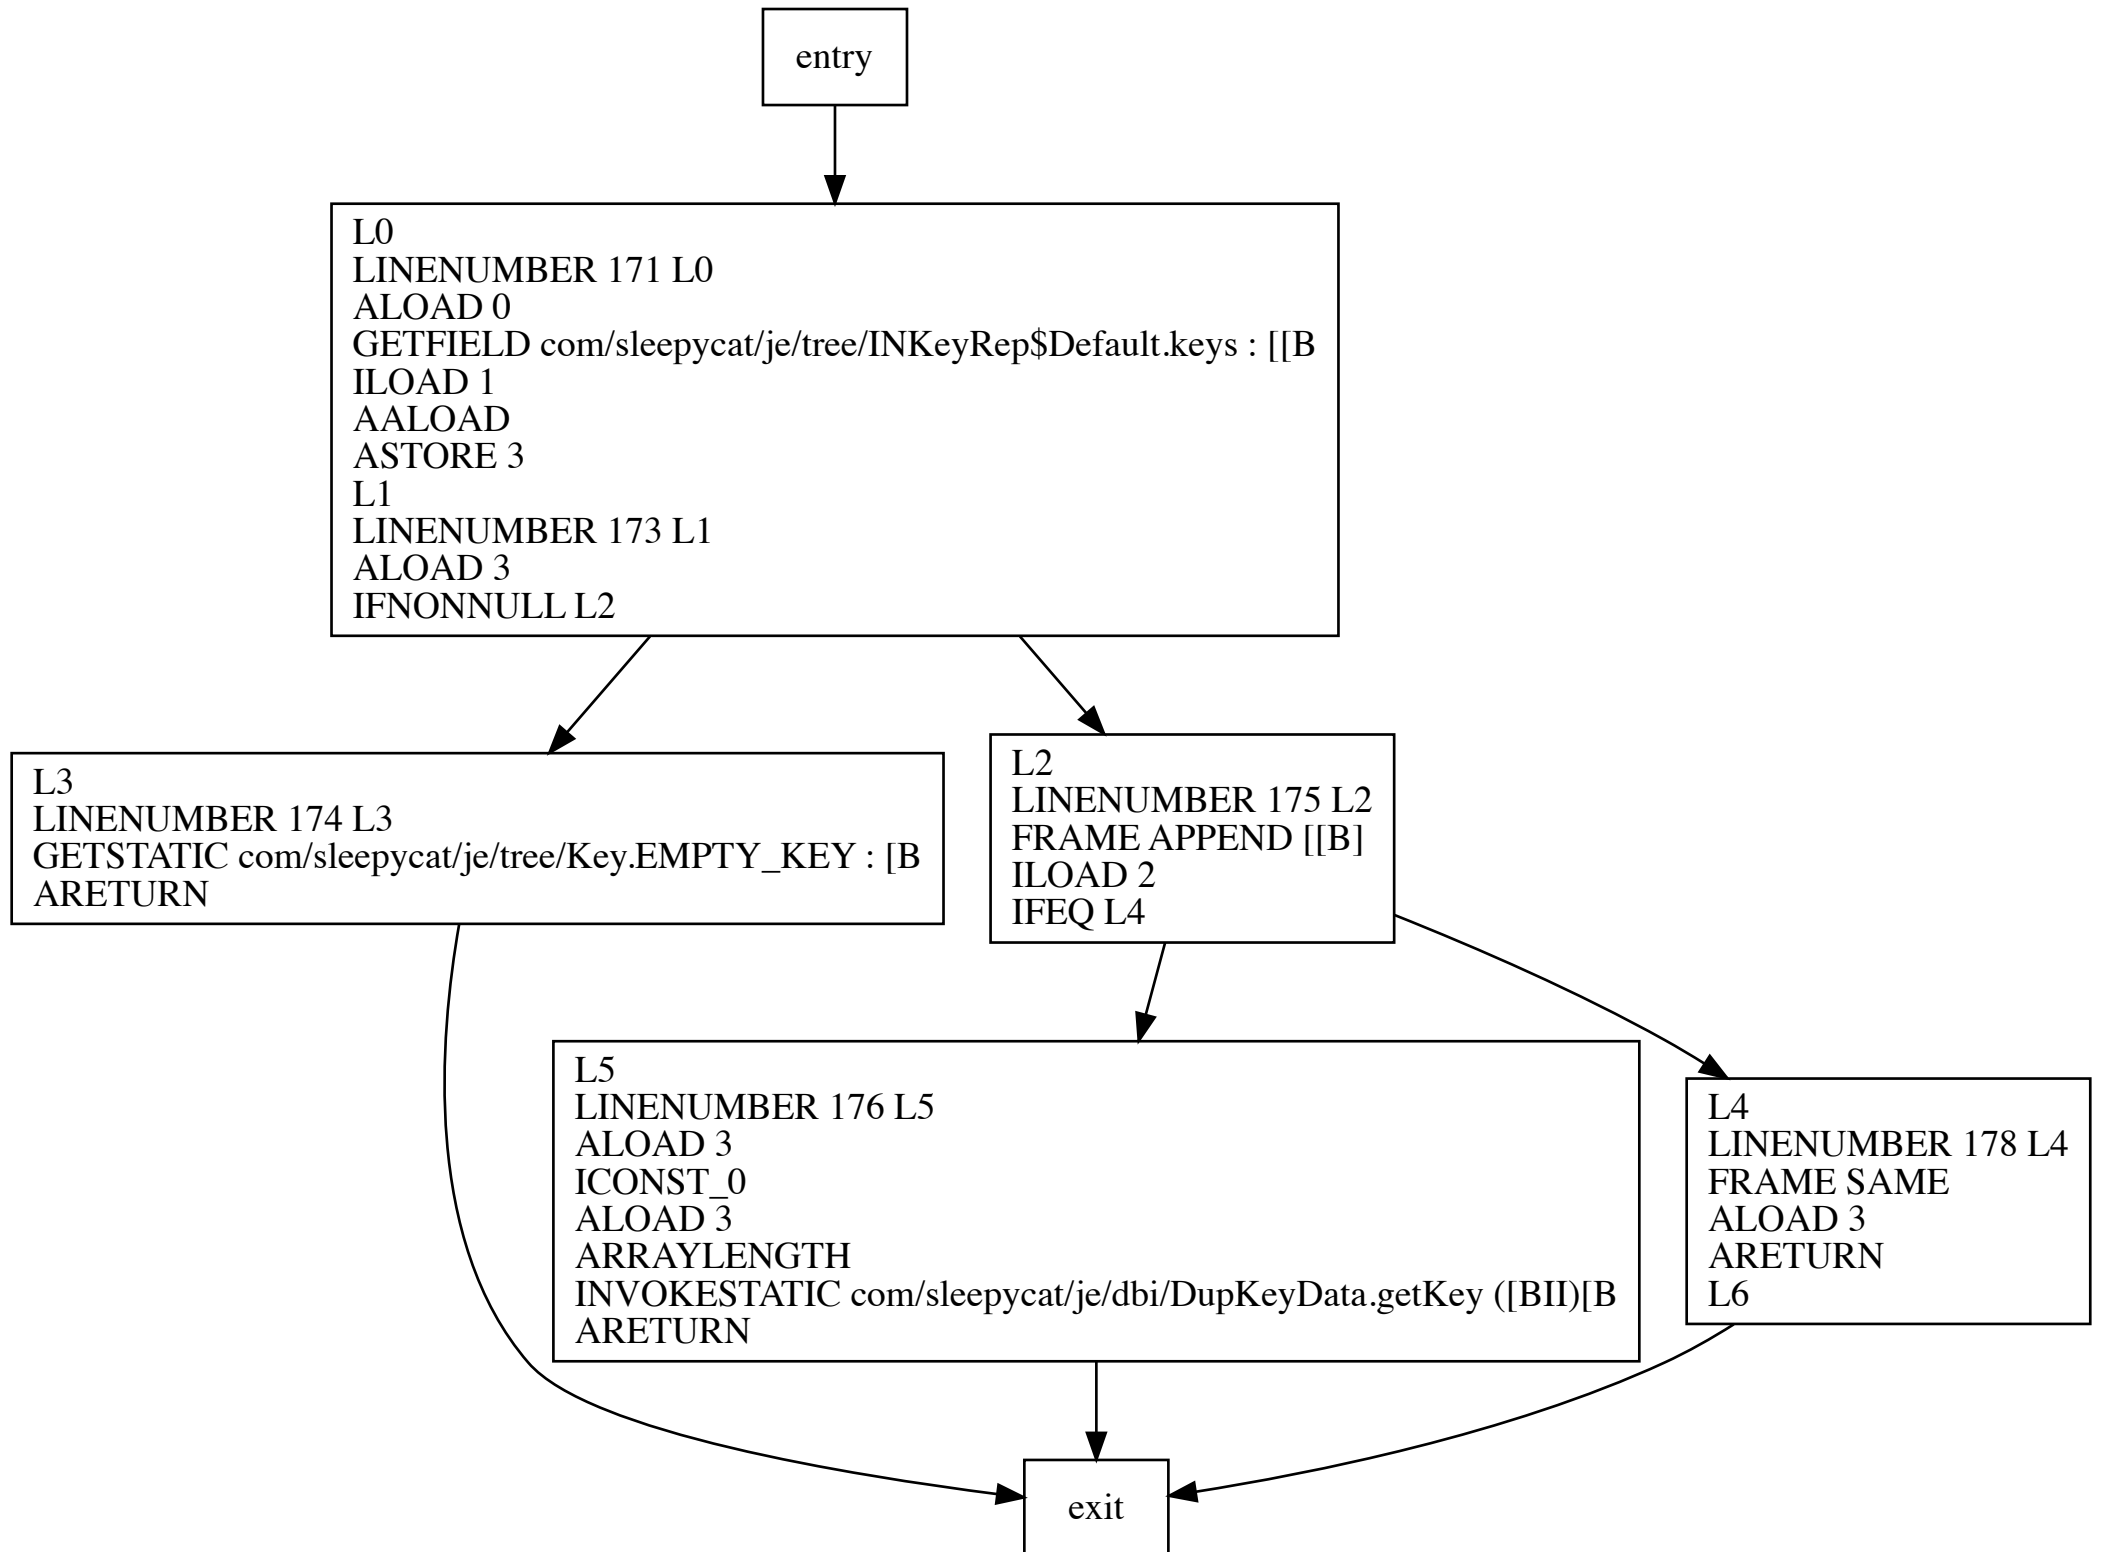 entry
L0
LINENUMBER 171 L0
ALOAD 0
GETFIELD com/sleepycat/je/tree/INKeyRep$Default.keys : [[B
ILOAD 1
AALOAD
ASTORE 3
L1
LINENUMBER 173 L1
ALOAD 3
IFNONNULL L2
L3
LINENUMBER 174 L3
GETSTATIC com/sleepycat/je/tree/Key.EMPTY_KEY : [B
ARETURN
L2
LINENUMBER 175 L2
FRAME APPEND [[B]
ILOAD 2
IFEQ L4
L5
LINENUMBER 176 L5
ALOAD 3
ICONST_0
ALOAD 3
ARRAYLENGTH
INVOKESTATIC com/sleepycat/je/dbi/DupKeyData.getKey ([BII)[B
ARETURN
L4
LINENUMBER 178 L4
FRAME SAME
ALOAD 3
ARETURN
L6
exit